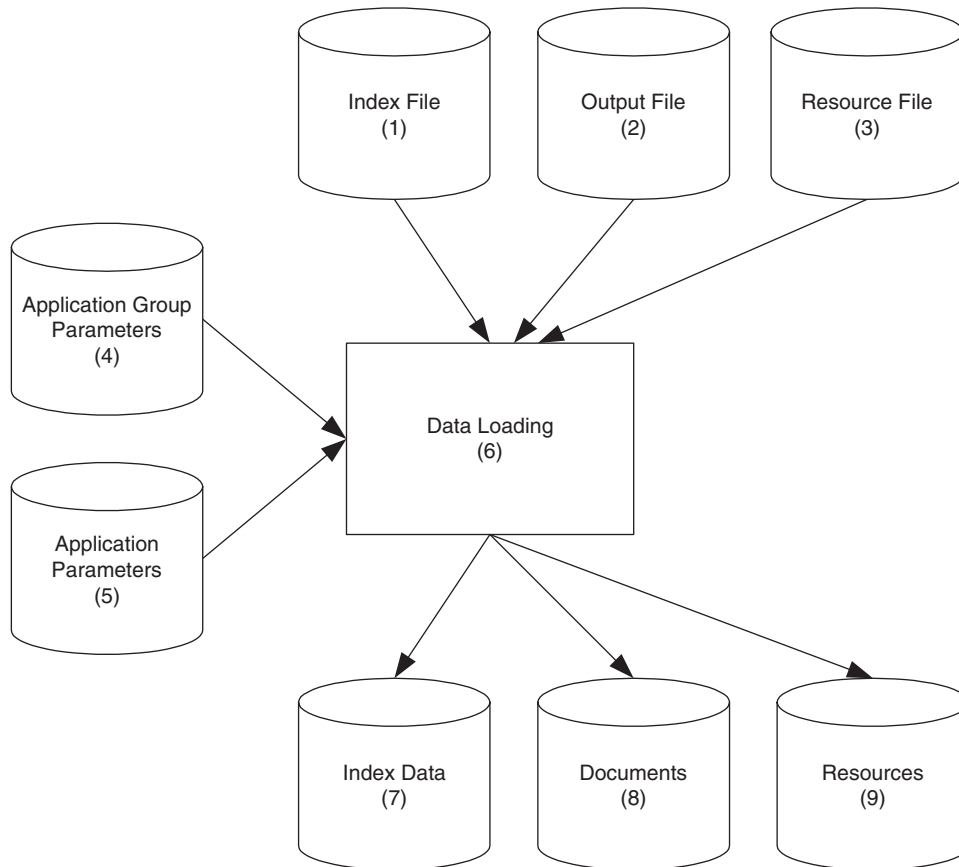 Index File
(1)
Output File
(2)
Resource File
(3)
Application Group
Parameters
(4)
Application
Parameters
(5)
Data Loading
(6)
Index Data
(7)
Documents
(8)
Resources
(9)